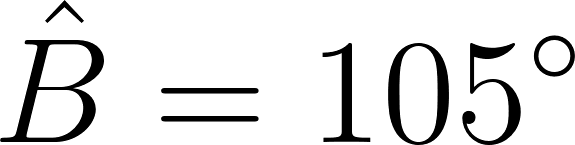 B̂ = 105°